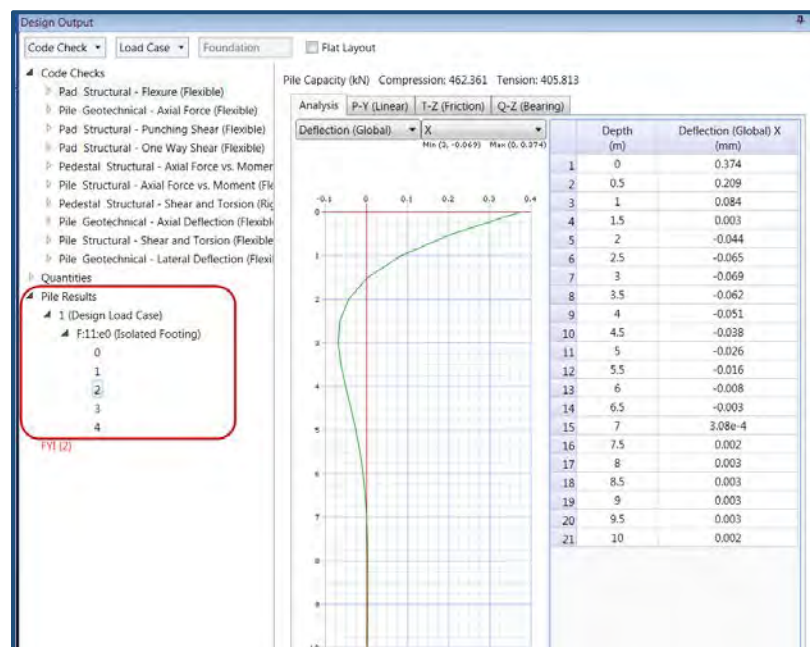 Design Output
Code Check Load Case Foundation Flat Layout
Code Checks
Pad Structural - Flexure (Flexible)
Pile Geotechnical - Axial Force (Flexible)
Pad Structural - Punching Shear (Flexible)
Pad Structural - One Way Shear (Flexible)
Pedestal Structural - Axial Force vs. Momer
Pile Structural - Axial Force vs. Moment (Fle
Pedestal Structural - Shear and Torsion (Rig
Pile Geotechnical - Axial Deflection (Flexibl
Pile Structural - Shear and Torsion (Flexible
Pile Geotechnical - Lateral Deflection (Flexil
Quantities
Pile Results
1 (Design Load Case)
F:11:e0 (Isolated Footing)
0
1
2
3
4
FYI (2)
Pile Capacity (kN) Compression: 462.361 Tension: 405.813
Analysis P-Y (Linear) T-Z (Friction) Q-Z (Bearing)
Deflection (Global) X
Min (3, -0.069) Max (0, 0.374)
-0.1 0 0.1 0.2 0.3 0.4
0
1
2
3
4
5
6
7
8
9
Depth (m) Deflection (Global) X (mm)
1 0 0.374
2 0.5 0.209
3 1 0.084
4 1.5 0.003
5 2 -0.044
6 2.5 -0.065
7 3 -0.069
8 3.5 -0.062
9 4 -0.051
10 4.5 -0.038
11 5 -0.026
12 5.5 -0.016
13 6 -0.008
14 6.5 -0.003
15 7 3.08e-4
16 7.5 0.002
17 8 0.003
18 8.5 0.003
19 9 0.003
20 9.5 0.003
21 10 0.002